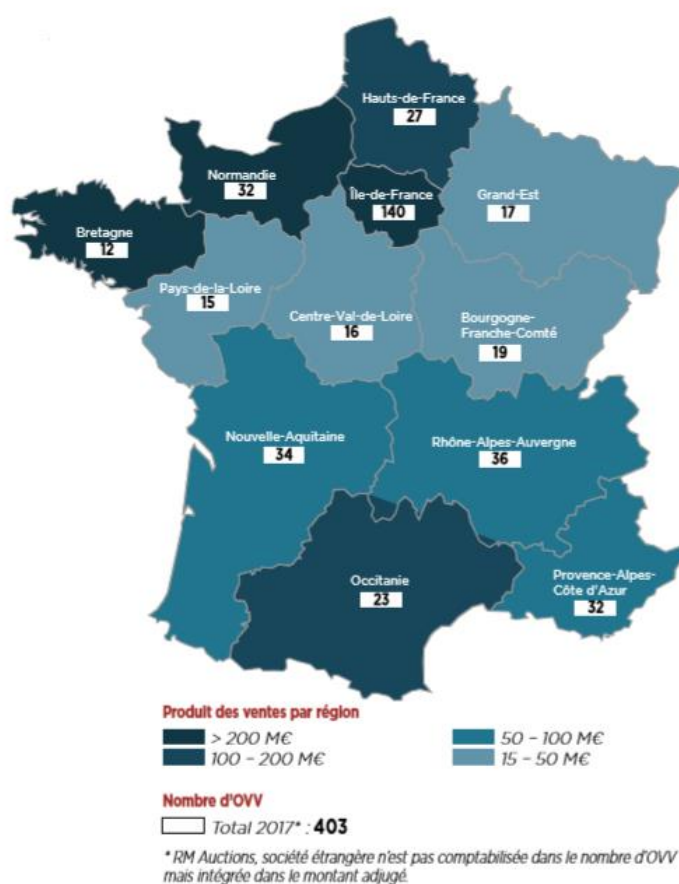 Hauts-de-France
27
Normandie
32
Île-de-France
140
Grand-Est
17
Bretagne
12
Pays-de-la-Loire
15
Centre-Val-de-Loire
16
Bourgogne-
Franche-Comté
19
Nouvelle-Aquitaine
34
Rhône-Alpes-Auvergne
36
Occitanie
23
Provence-Alpes-
Côte d'Azur
32
Produit des ventes par région
> 200 M€
100 – 200 M€
50 – 100 M€
15 – 50 M€
Nombre d'OVV
Total 2017* : 403
* RM Auctions, société étrangère n'est pas comptabilisée dans le nombre d'OVV
mais intégrée dans le montant adjugé.